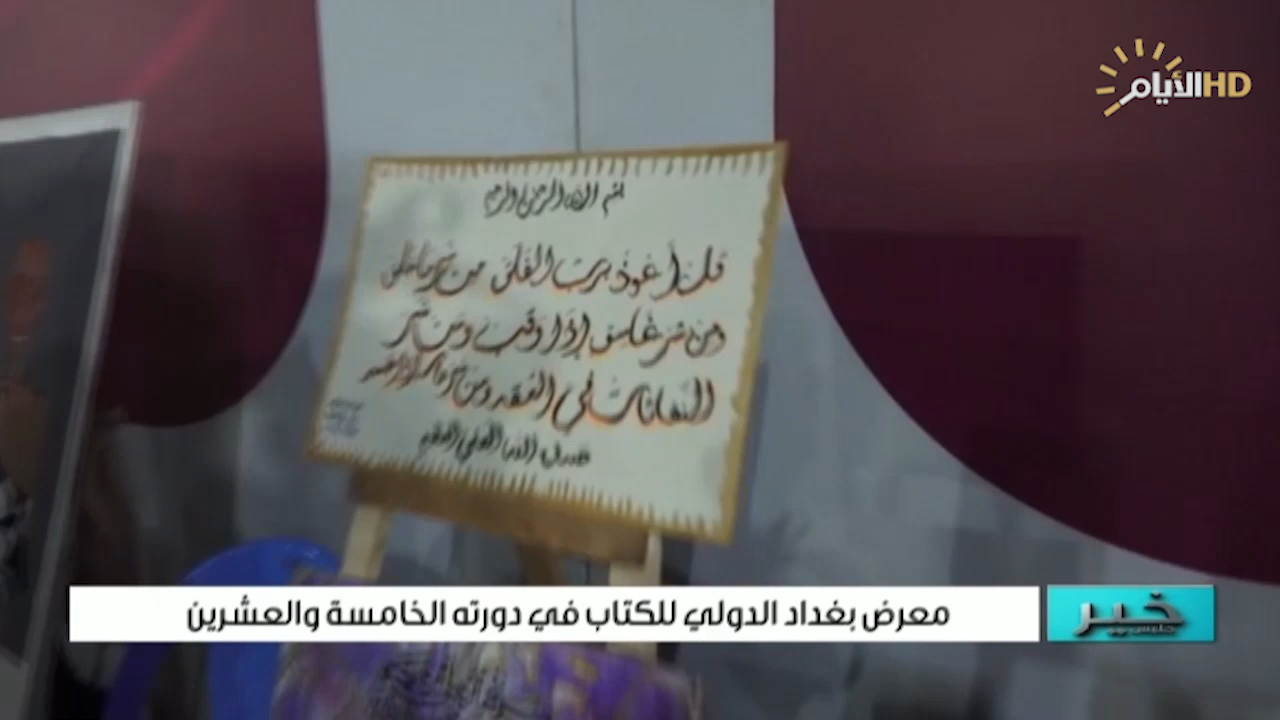 الأيام HD
بسم الله الرحمن الرحيم
قل أعوذ برب الفلق من شر ما خلق
ومن شر غاسق إذا وقب ومن شر
النفاثات في العقد ومن شر حاسد إذا حسد
صدق الله العلي العظيم
معرض بغداد الدولي للكتاب في دورته الخامسة والعشرين
خبر